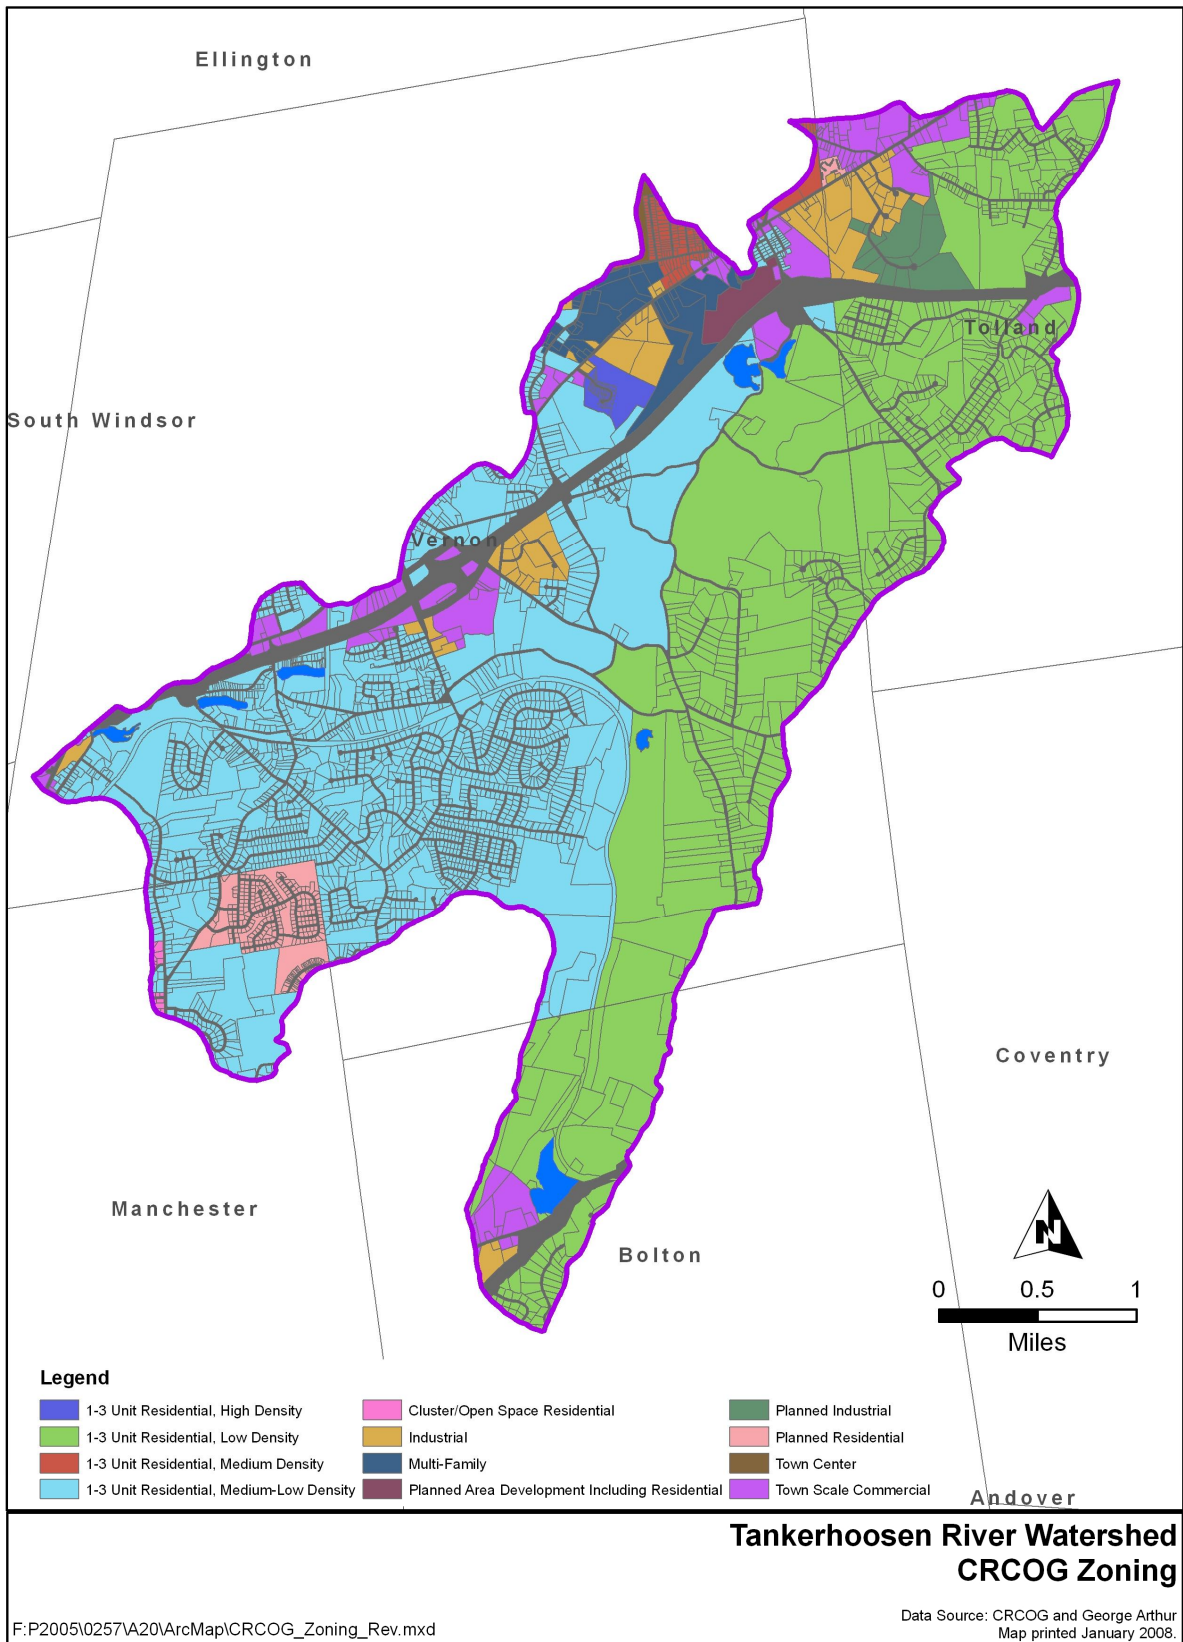 Ellington
South Windsor
Tolland
Vernon
Coventry
Manchester
Bolton
N
0 0.5 1
Miles
Legend
1-3 Unit Residential, High Density
1-3 Unit Residential, Low Density
1-3 Unit Residential, Medium Density
1-3 Unit Residential, Medium-Low Density
Cluster/Open Space Residential
Industrial
Multi-Family
Planned Area Development Including Residential
Planned Industrial
Planned Residential
Town Center
Town Scale Commercial
Andover
Tankerhoosen River Watershed
CRCOG Zoning
F:P2005\0257\A20\ArcMap\CRCOG_Zoning_Rev.mxd
Data Source: CRCOG and George Arthur
Map printed January 2008.